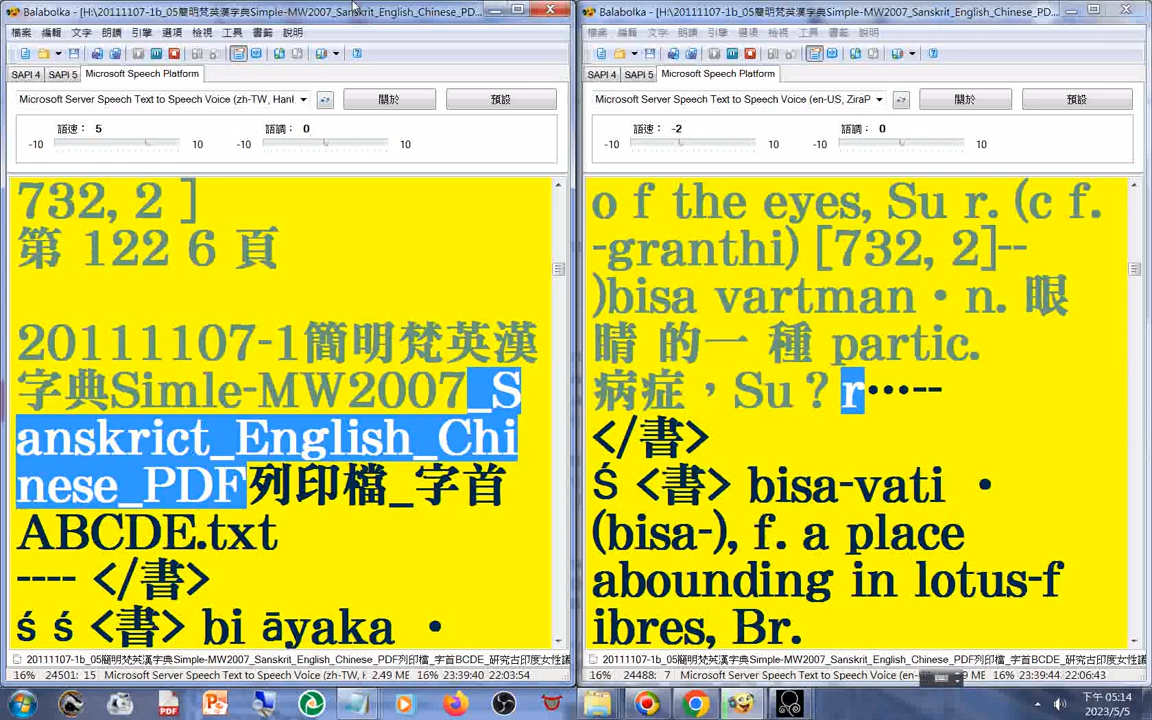 Balabolka - [H:\20111107-1b_05簡明梵英漢字典Simple-MW2007_Sanskrit_English_Chinese_PD...
檔案 編輯 文字 朗讀 引擎 選項 檢視 工具 書籤 說明
SAPI 4 SAPI 5 Microsoft Speech Platform
Microsoft Server Speech Text to Speech Voice (zh-TW, Hanl
關於 預設
語速： 5 語調： 0
-10 10 -10 10
732, 2 ]
第 122 6 頁
20111107-1簡明梵英漢
字典Simle-MW2007_S
anskrict_English_Chi
nese_PDF列印檔_字首
ABCDE.txt
---- </書>
ś ś <書> bi āyaka •
20111107-1b_05簡明梵英漢字典Simple-MW2007_Sanskrit_English_Chinese_PDF列印檔_字首BCDE_研究古印度女性議
16% 24501: 15 Microsoft Server Speech Text to Speech Voice (zh-TW, H 2.49 ME 16% 23:39:40 22:03:54
Balabolka - [H:\20111107-1b_05簡明梵英漢字典Simple-MW2007_Sanskrit_English_Chinese_PD...
檔案 編輯 文字 朗讀 引擎 選項 檢視 工具 書籤 說明
SAPI 4 SAPI 5 Microsoft Speech Platform
Microsoft Server Speech Text to Speech Voice (en-US, ZiraP
關於 預設
語速： -2 語調： 0
-10 10 -10 10
o f the eyes, Su r. (c f.
-granthi) [732, 2]--
)bisa vartman • n. 眼
睛 的一 種 partic.
病症，Su？r•••--
</書>
Ś <書> bisa-vati •
(bisa-), f. a place
abounding in lotus-f
ibres, Br.
20111107-1b_05簡明梵英漢字典Simple-MW2007_Sanskrit_English_Chinese_PDF列印檔_字首BCDE_研究古印度女性議
16% 24488: 7 Microsoft Server Speech Text to Speech Voice (en-US, Zira 16% 23:39:44 22:06:43
下午 05:14
2023/5/5